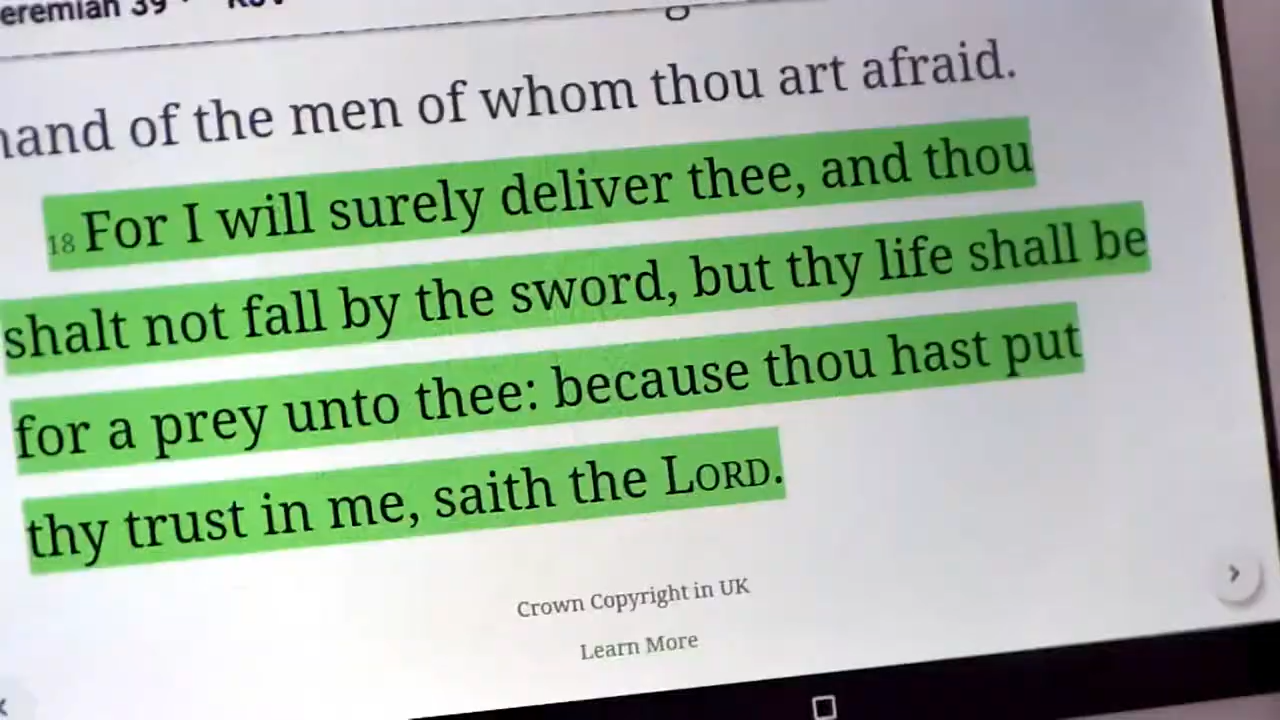 eremiah 39
hand of the men of whom thou art afraid.
18 For I will surely deliver thee, and thou
shalt not fall by the sword, but thy life shall be
for a prey unto thee: because thou hast put
thy trust in me, saith the LORD.
Crown Copyright in UK
Learn More